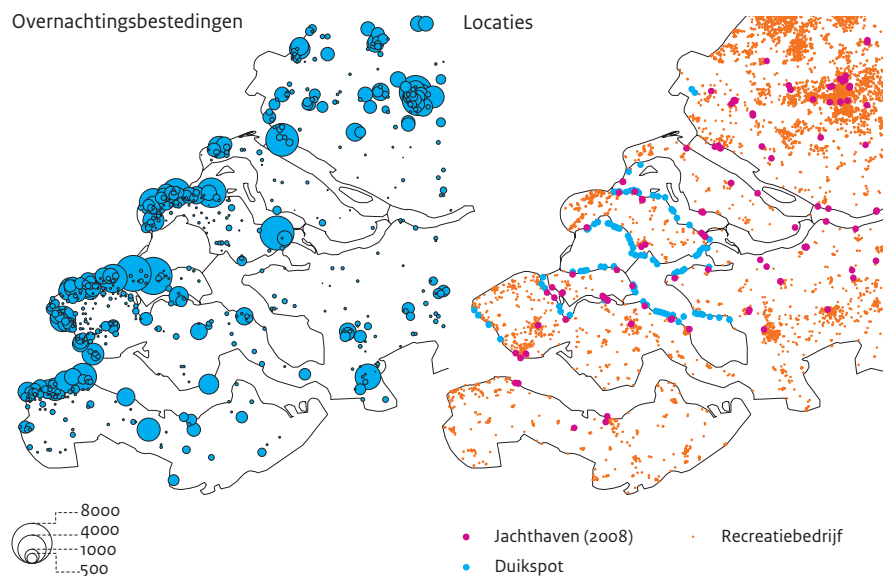 Overnachtingsbestedingen
Locaties
8000
4000
1000
500
Jachthaven (2008)
Recreatiebedrijf
Duikspot